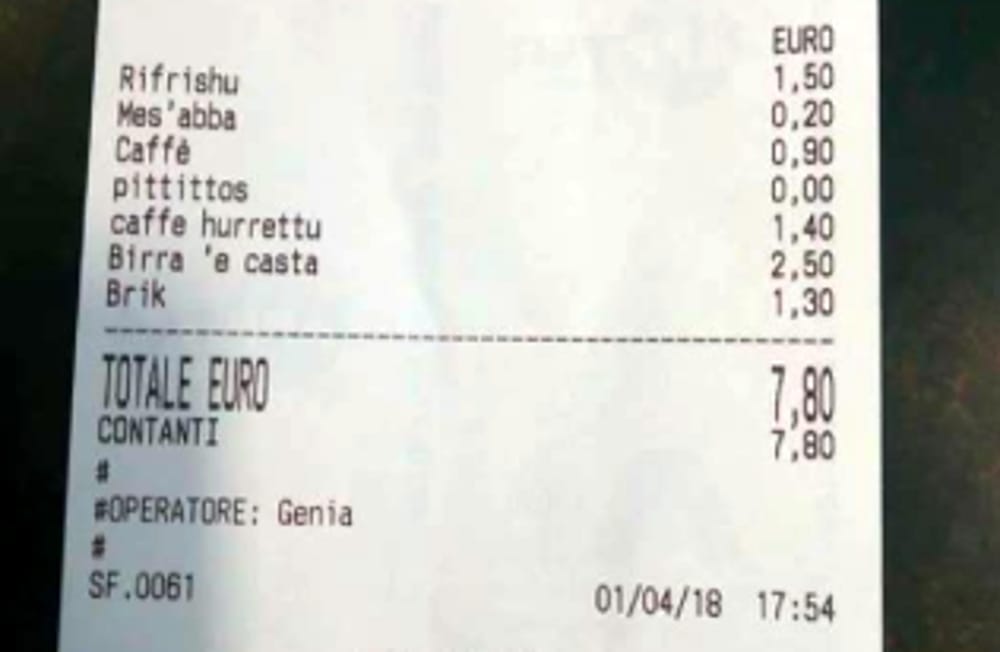 EURO
Rifrishu 1,50
Mes'abba 0,20
Caffè 0,90
pittittos 0,00
caffe hurrettu 1,40
Birra 'e casta 2,50
Brik 1,30
--------------------------------
TOTALE EURO 7,80
CONTANTI 7,80
#
#OPERATORE: Genia
#
SF.0061 01/04/18 17:54